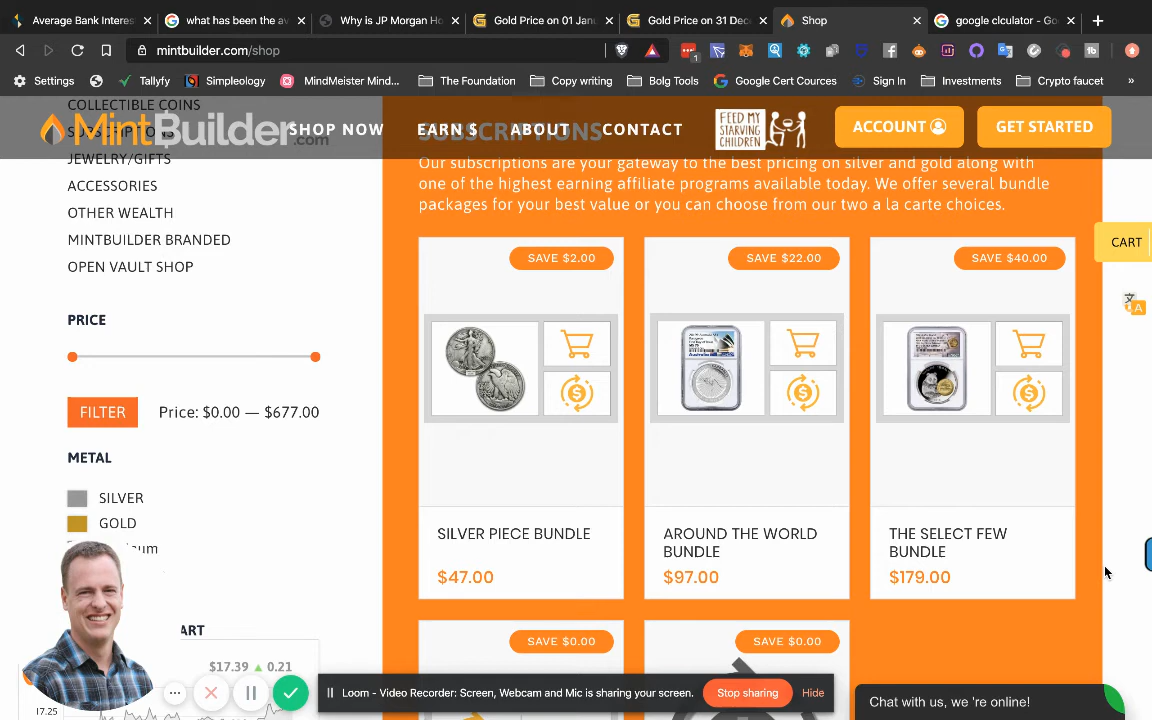 Average Bank Interes
what has been the av
Why is JP Morgan Ho
Gold Price on 01 Jan
Gold Price on 31 Dec
Shop
google clculator - Go
mintbuilder.com/shop
Settings
Tallyfy
Simpleology
MindMeister Mind...
The Foundation
Copy writing
Bolg Tools
Google Cert Cources
Sign In
Investments
Crypto faucet
»
COLLECTIBLE COINS
SUBSCRIPTIONS
MintBuilder.com
SHOP NOW
EARN $
ABOUT
CONTACT
FEED MY STARVING CHILDREN
ACCOUNT
GET STARTED
JEWELRY/GIFTS
ACCESSORIES
OTHER WEALTH
MINTBUILDER BRANDED
OPEN VAULT SHOP
PRICE
FILTER
Price: $0.00 — $677.00
METAL
SILVER
GOLD
SUBSCRIPTIONS
Our subscriptions are your gateway to the best pricing on silver and gold along with
one of the highest earning affiliate programs available today. We offer several bundle
packages for your best value or you can choose from our two a la carte choices.
CART
SAVE $2.00
SILVER PIECE BUNDLE
$47.00
SAVE $22.00
AROUND THE WORLD
BUNDLE
$97.00
SAVE $40.00
THE SELECT FEW
BUNDLE
$179.00
SAVE $0.00
SAVE $0.00
$17.39 ▲ 0.21
17.25
Loom - Video Recorder: Screen, Webcam and Mic is sharing your screen.
Stop sharing
Hide
Chat with us, we 're online!